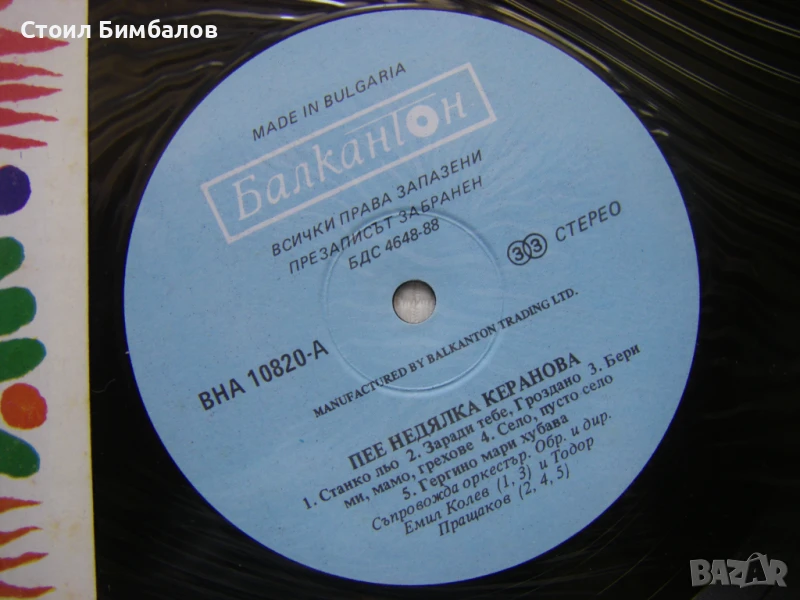 Стоил Бимбалов
MADE IN BULGARIA
Балкантон
ВСИЧКИ ПРАВА ЗАПАЗЕНИ
ПРЕЗАПИСЪТ ЗАБРАНЕН
БДС 4648-88
33 СТЕРЕО
ВНА 10820-А
MANUFACTURED BY BALKANTON TRADING LTD.
ПЕЕ НЕДЯЛКА КЕРАНОВА
1. Станко льо 2. Заради тебе, Гроздано 3. Бери
ми, мамо, грехове 4. Село, пусто село
5. Гергино мари хубава
Съпровожда оркестър. Обр. и дир.
Емил Колев (1, 3) и Тодор
Пращаков (2, 4, 5)
BAZAR